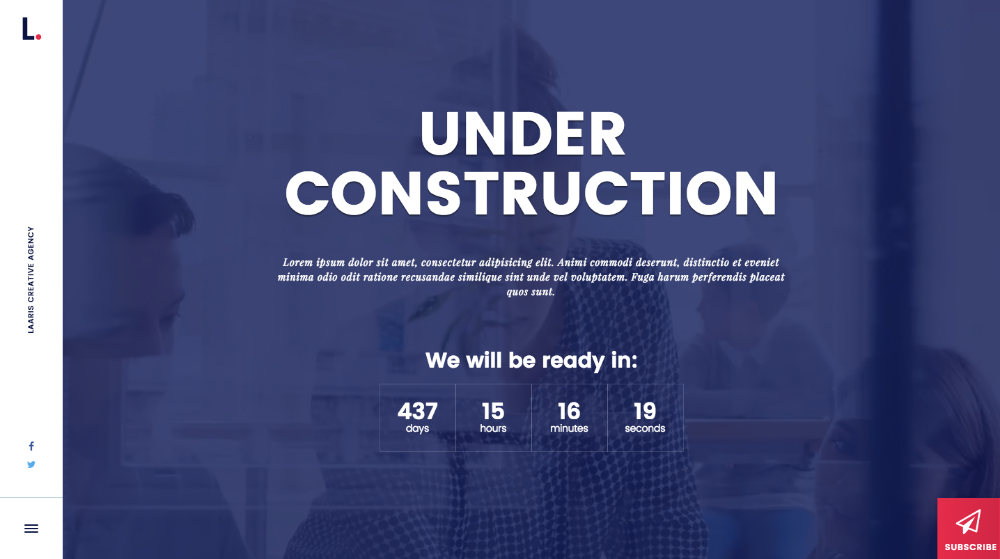 L.
LAARIS CREATIVE AGENCY
UNDER
CONSTRUCTION
Lorem ipsum dolor sit amet, consectetur adipisicing elit. Animi commodi deserunt, distinctio et eveniet
minima odio odit ratione recusandae similique sint unde vel voluptatem. Fuga harum perferendis placeat
quos sunt.
We will be ready in:
437 15 16 19
days hours minutes seconds
SUBSCRIBE